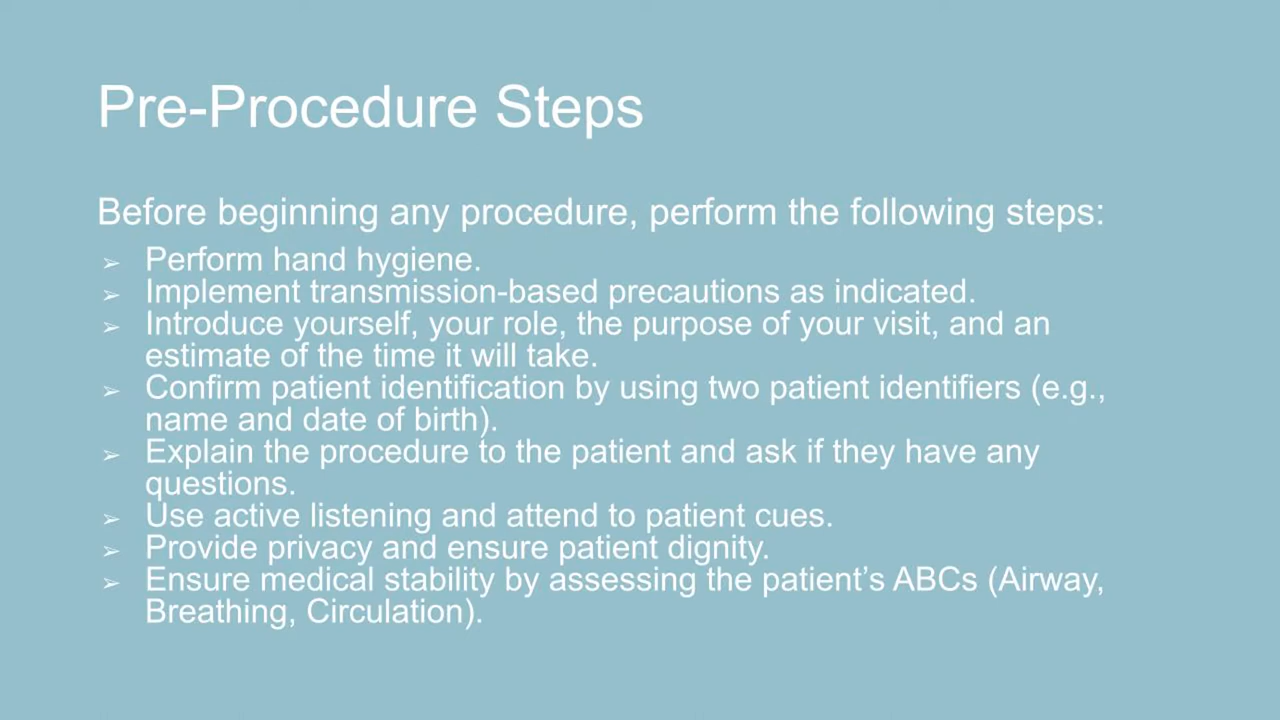 Pre-Procedure Steps
Before beginning any procedure, perform the following steps:
➢ Perform hand hygiene.
➢ Implement transmission-based precautions as indicated.
➢ Introduce yourself, your role, the purpose of your visit, and an
estimate of the time it will take.
➢ Confirm patient identification by using two patient identifiers (e.g.,
name and date of birth).
➢ Explain the procedure to the patient and ask if they have any
questions.
➢ Use active listening and attend to patient cues.
➢ Provide privacy and ensure patient dignity.
➢ Ensure medical stability by assessing the patient’s ABCs (Airway,
Breathing, Circulation).